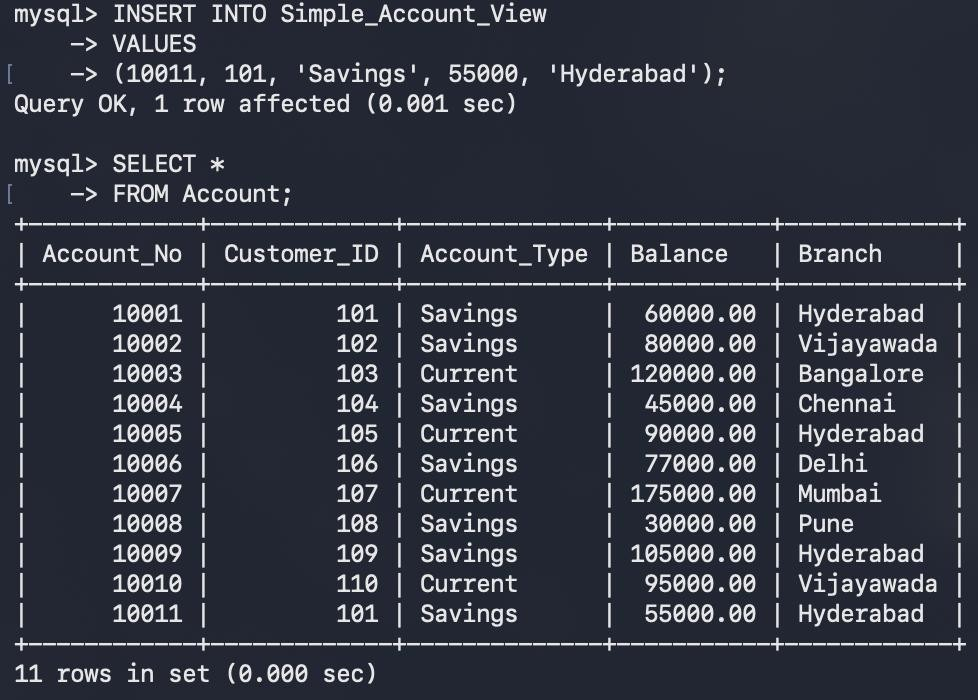 mysql> INSERT INTO Simple_Account_View
    -> VALUES
[    -> (10011, 101, 'Savings', 55000, 'Hyderabad');
Query OK, 1 row affected (0.001 sec)

mysql> SELECT *
[    -> FROM Account;
+------------+-------------+--------------+-----------+------------+
| Account_No | Customer_ID | Account_Type | Balance   | Branch     |
+------------+-------------+--------------+-----------+------------+
|      10001 |         101 | Savings      |  60000.00 | Hyderabad  |
|      10002 |         102 | Savings      |  80000.00 | Vijayawada |
|      10003 |         103 | Current      | 120000.00 | Bangalore  |
|      10004 |         104 | Savings      |  45000.00 | Chennai    |
|      10005 |         105 | Current      |  90000.00 | Hyderabad  |
|      10006 |         106 | Savings      |  77000.00 | Delhi      |
|      10007 |         107 | Current      | 175000.00 | Mumbai     |
|      10008 |         108 | Savings      |  30000.00 | Pune       |
|      10009 |         109 | Savings      | 105000.00 | Hyderabad  |
|      10010 |         110 | Current      |  95000.00 | Vijayawada |
|      10011 |         101 | Savings      |  55000.00 | Hyderabad  |
+------------+-------------+--------------+-----------+------------+
11 rows in set (0.000 sec)